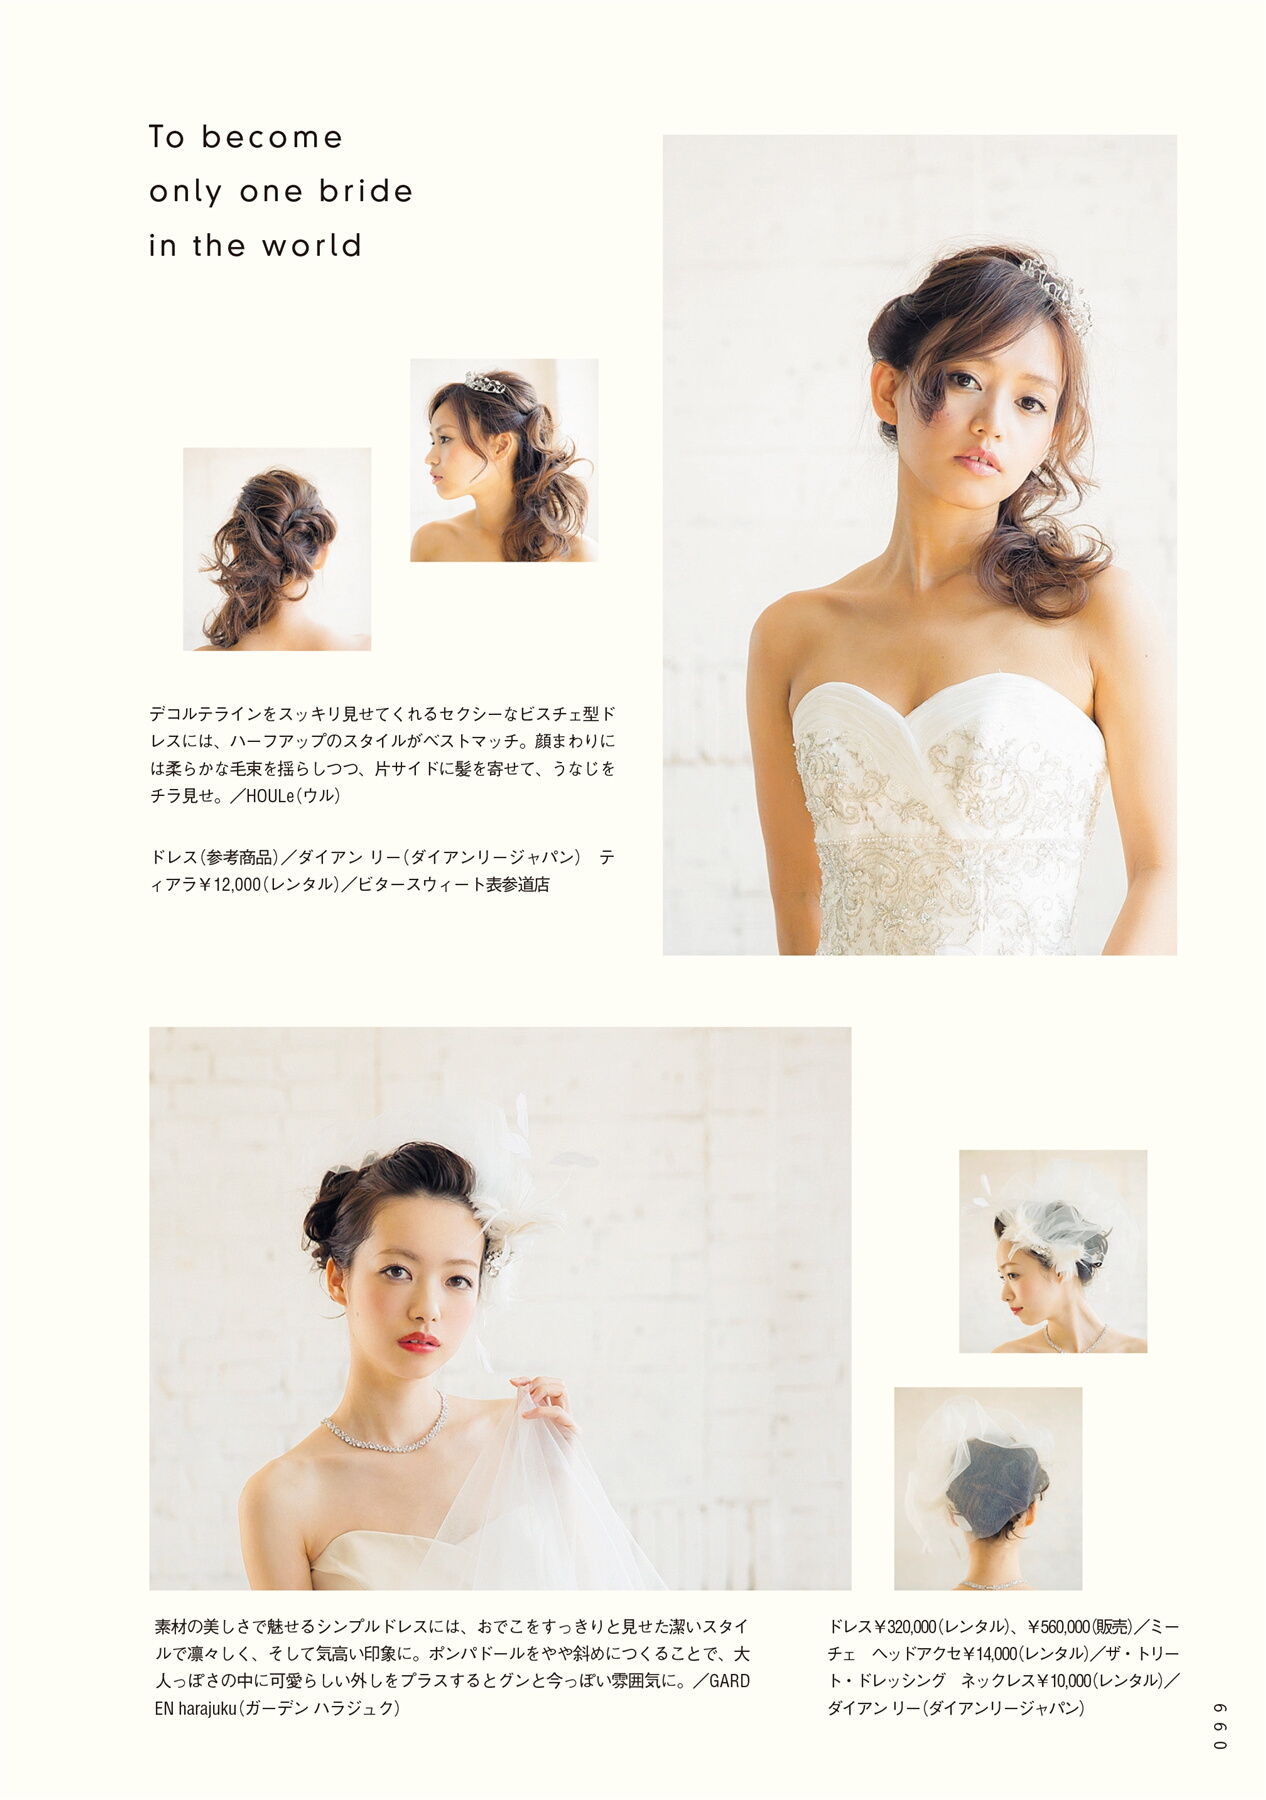 To become
only one bride
in the world
デコルテラインをスッキリ見せてくれるセクシーなビスチェ型ド
レスには、ハーフアップのスタイルがベストマッチ。顔まわりに
は柔らかな毛束を揺らしつつ、片サイドに髪を寄せて、うなじを
チラ見せ。／HOULe（ウル）
ドレス（参考商品）／ダイアン リー（ダイアンリージャパン）　テ
ィアラ¥12,000（レンタル）／ビタースウィート表参道店
素材の美しさで魅せるシンプルドレスには、おでこをすっきりと見せた潔いスタイ
ルで凛々しく、そして気高い印象に。ポンパドールをやや斜めにつくることで、大
人っぽさの中に可愛らしい外しをプラスするとグンと今っぽい雰囲気に。／GARD
EN harajuku（ガーデン ハラジュク）
ドレス¥320,000（レンタル）、¥560,000（販売）／ミー
チェ　ヘッドアクセ¥14,000（レンタル）／ザ・トリー
ト・ドレッシング　ネックレス¥10,000（レンタル）／
ダイアン リー（ダイアンリージャパン）
069